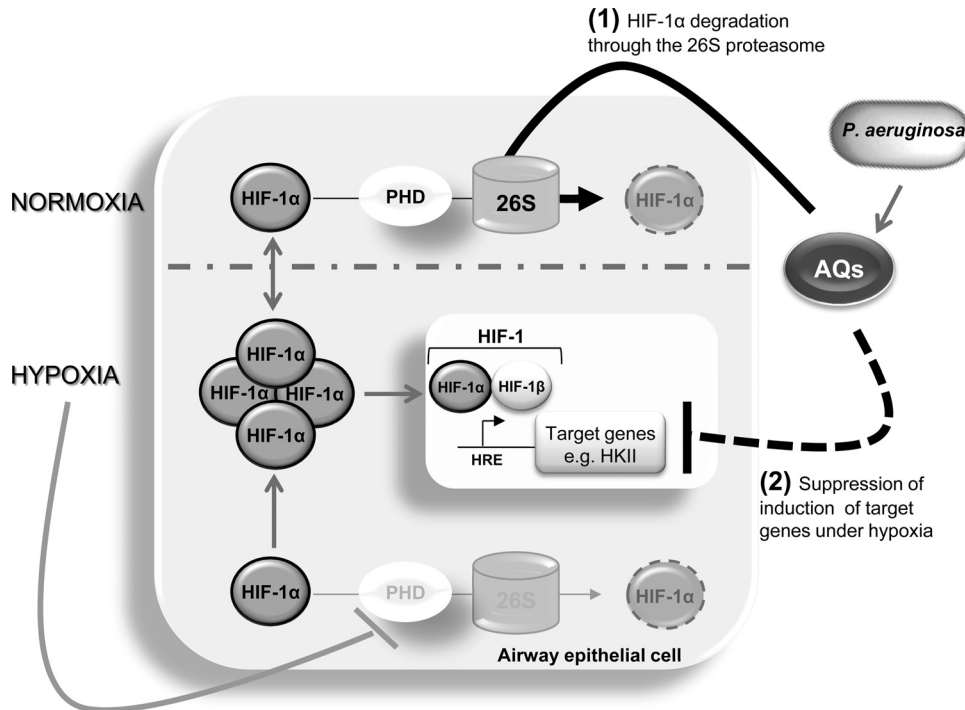 (1) HIF-1α degradation
through the 26S proteasome
P. aeruginosa
NORMOXIA
HIF-1α
PHD
26S
HIF-1α
AQs
HYPOXIA
HIF-1α
HIF-1α
HIF-1α
HIF-1α
HIF-1
HIF-1α
HIF-1β
HRE
Target genes
e.g. HKII
(2) Suppression of
induction of target
genes under hypoxia
HIF-1α
PHD
26S
HIF-1α
Airway epithelial cell